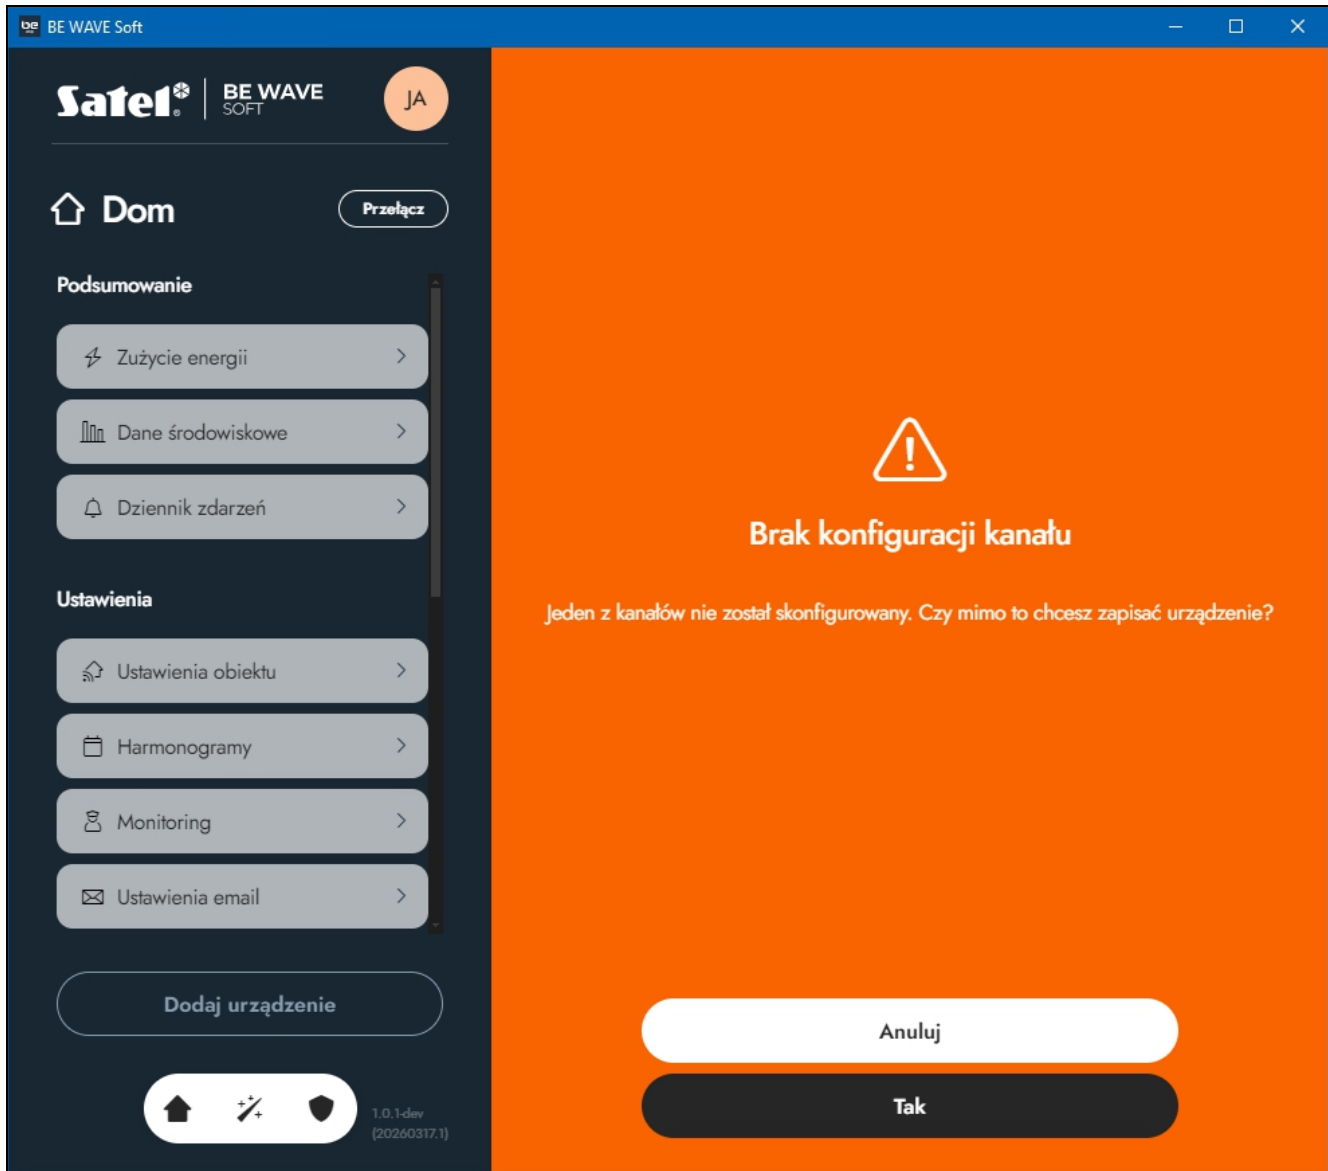 be
BE WAVE Soft
Satel®
BE WAVE
SOFT
JA
Dom
Przełącz
Podsumowanie
Zużycie energii
Dane środowiskowe
Dziennik zdarzeń
Ustawienia
Ustawienia obiektu
Harmonogramy
Monitoring
Ustawienia email
Dodaj urządzenie
1.0.1-dev
(20260317.1)
Brak konfiguracji kanału
Jeden z kanałów nie został skonfigurowany. Czy mimo to chcesz zapisać urządzenie?
Anuluj
Tak